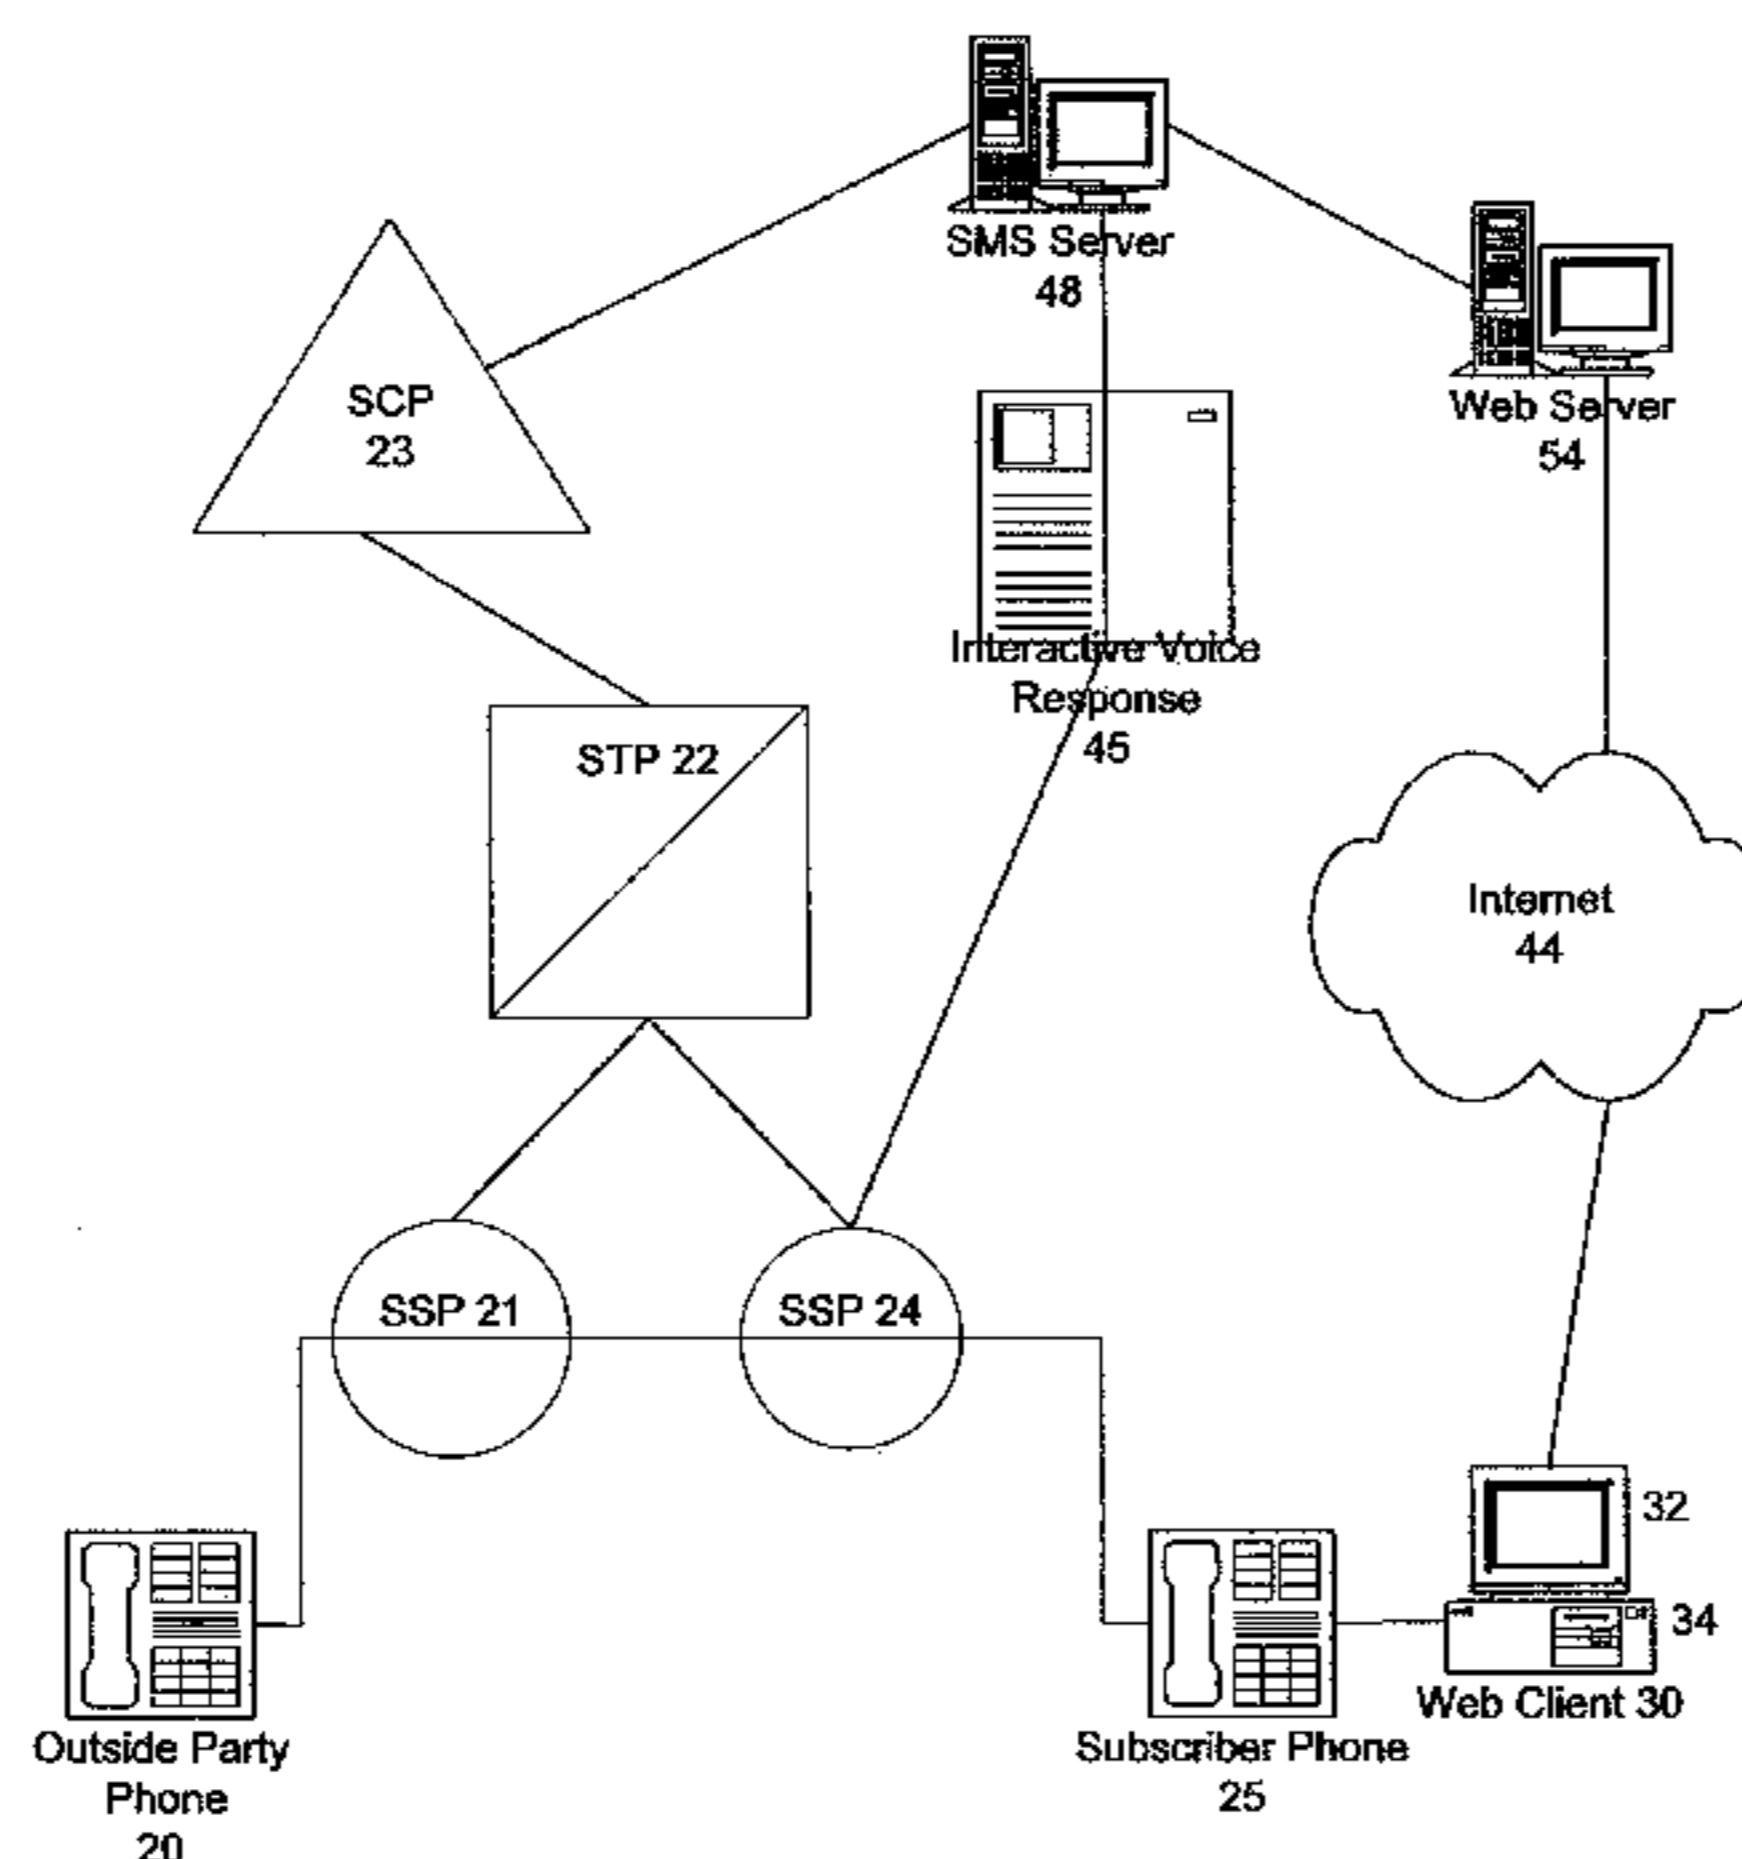 SMS Server
48
SCP
23
Web Server
54
Interactive Voice
Response
45
STP 22
Internet
44
SSP 21
SSP 24
32
34
Web Client 30
Outside Party
Phone
20
Subscriber Phone
25